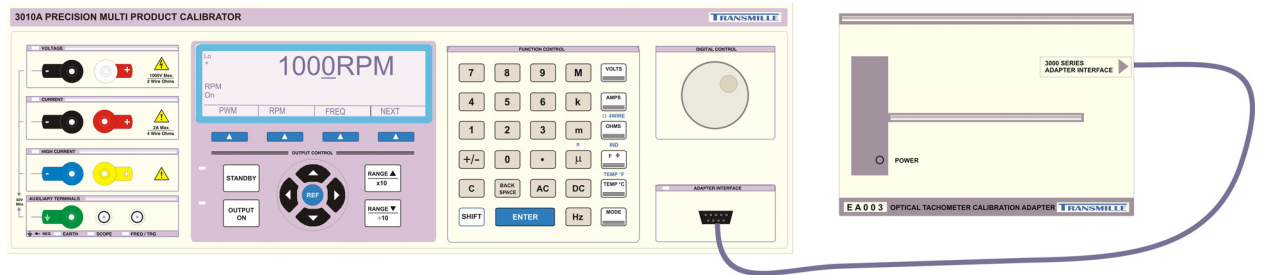 3010A PRECISION MULTI PRODUCT CALIBRATOR
TRANSMILLE
VOLTAGE
-
+
1000V Max.
2 Wire Ohms
CURRENT
-
+
2A Max.
4 Wire Ohms
HIGH CURRENT
-
+
50V
Max.
AUXILIARY TERMINALS
NEG
EARTH
SCOPE
FREQ / TRG
Lo
*
1000RPM
RPM
On
PWM
RPM
FREQ
NEXT
OUTPUT CONTROL
STANDBY
OUTPUT
ON
REF
RANGE ▲
x10
RANGE ▼
÷10
FUNCTION CONTROL
7
8
9
M
VOLTS
4
5
6
k
AMPS
Ω 4WIRE
1
2
3
m
OHMS
n
IND
+/-
0
•
µ
F
TEMP °F
C
BACK
SPACE
AC
DC
TEMP °C
SHIFT
ENTER
Hz
MODE
DIGITAL CONTROL
ADAPTER INTERFACE
3000 SERIES
ADAPTER INTERFACE
POWER
EA003 OPTICAL TACHOMETER CALIBRATION ADAPTER TRANSMILLE